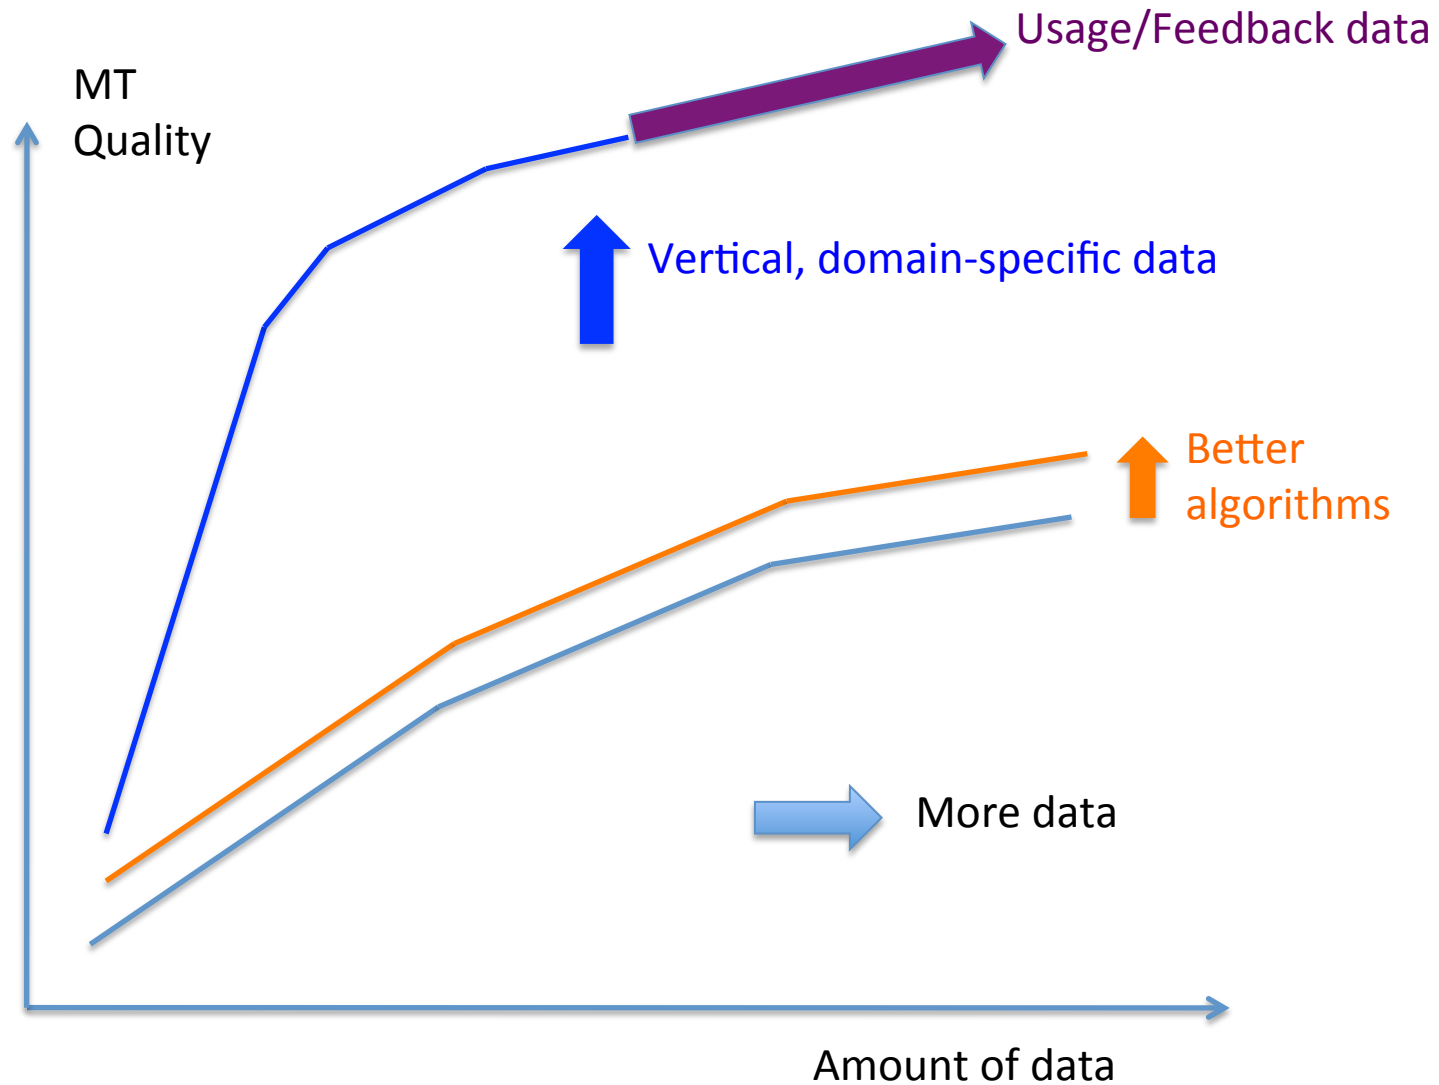 Usage/Feedback data
MT
Quality
Vertical, domain-specific data
Better
algorithms
More data
Amount of data